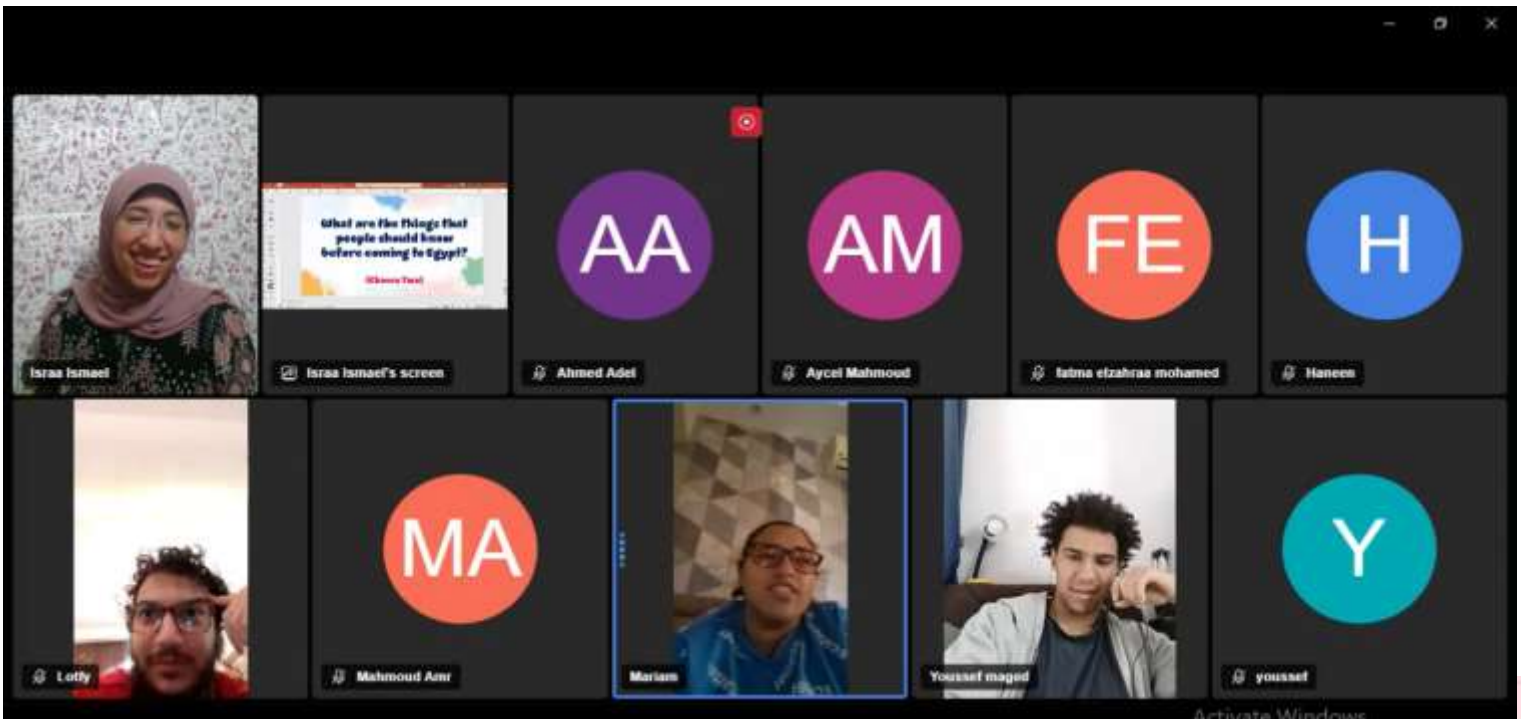 What are the things that
people should know
before coming to Egypt?
AA
AM
FE
H
Israa Ismael
Israa Ismael's screen
Ahmed Adel
Aycel Mahmoud
fatma elzahraa mohamed
Haneen
MA
Y
Lotfy
Mahmoud Amr
Mariam
Youssef maged
youssef
Activate Windows